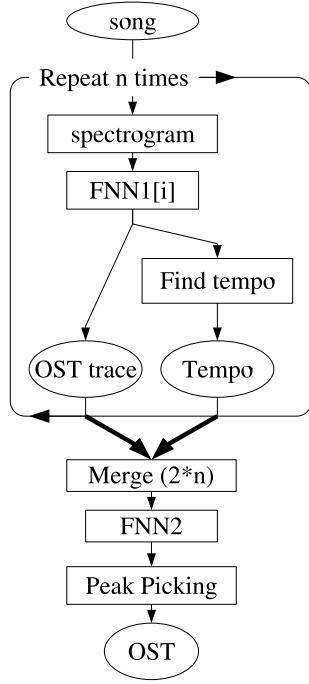 song
Repeat n times
spectrogram
FNN1[i]
Find tempo
OST trace
Tempo
Merge (2*n)
FNN2
Peak Picking
OST